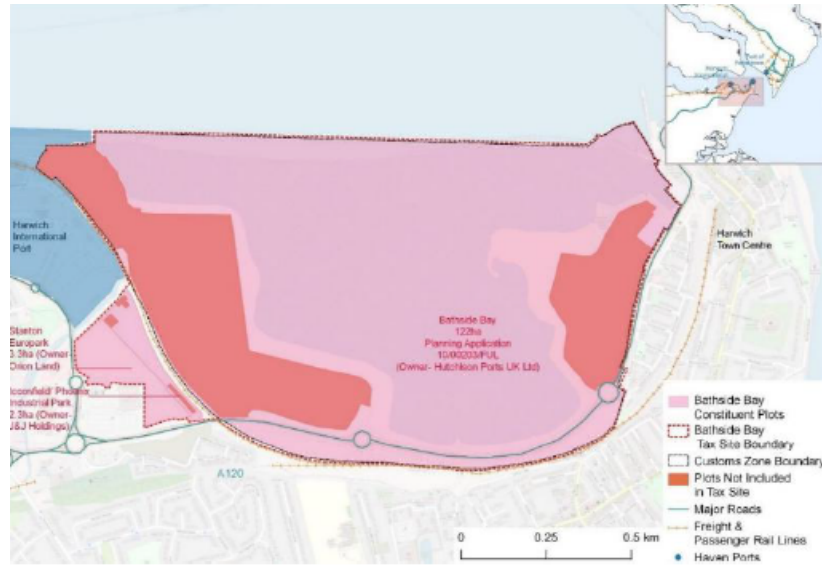 Harwich
International
Port
Harwich
Town Centre
Bathside Bay
122ha
Planning Application
10/00203/FUL
(Owner- Hutchison Ports UK Ltd)
Stanton
Europark
3.3ha (Owner-
Orion Land)
Industrial Park
2.3ha (Owner-
J&J Holdings)
A120
Bathside Bay
Constituent Plots
Bathside Bay
Tax Site Boundary
Customs Zone Boundary
Plots Not Included
in Tax Site
Major Roads
Freight &
Passenger Rail Lines
Haven Ports
0 0.25 0.5 km